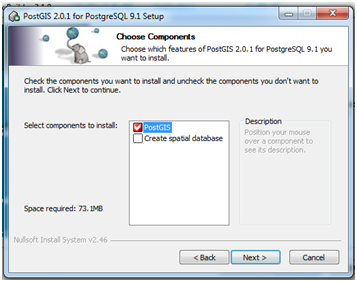 PostGIS 2.0.1 for PostgreSQL 9.1 Setup
Choose Components
Choose which features of PostGIS 2.0.1 for PostgreSQL 9.1 you
want to install.
Check the components you want to install and uncheck the components you don't want to
install. Click Next to continue.
Select components to install:
PostGIS
Create spatial database
Description
Position your mouse
over a component to
see its description.
Space required: 73.1MB
Nullsoft Install System v2.46
< Back
Next >
Cancel